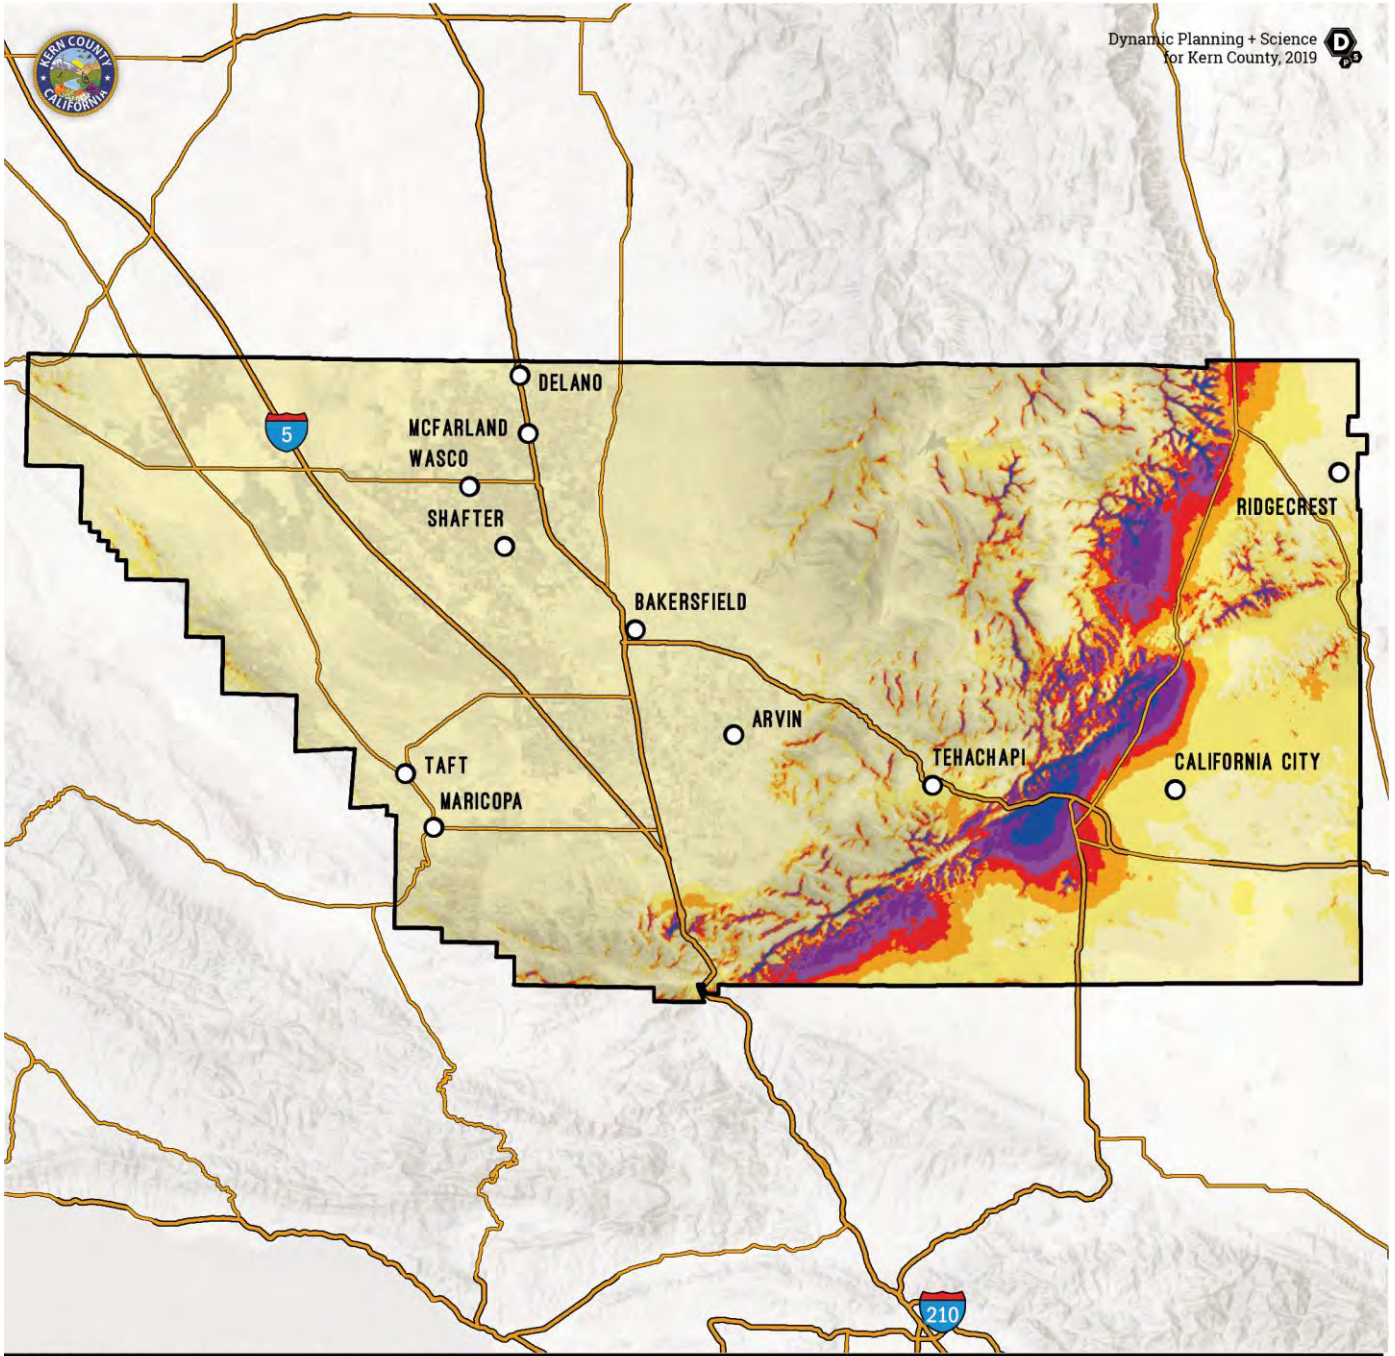 KERN COUNTY
CALIFORNIA
Dynamic Planning + Science
for Kern County, 2019
D
P
S
DELANO
MCFARLAND
5
WASCO
SHAFTER
RIDGECREST
BAKERSFIELD
ARVIN
TEHACHAPI
CALIFORNIA CITY
TAFT
MARICOPA
210